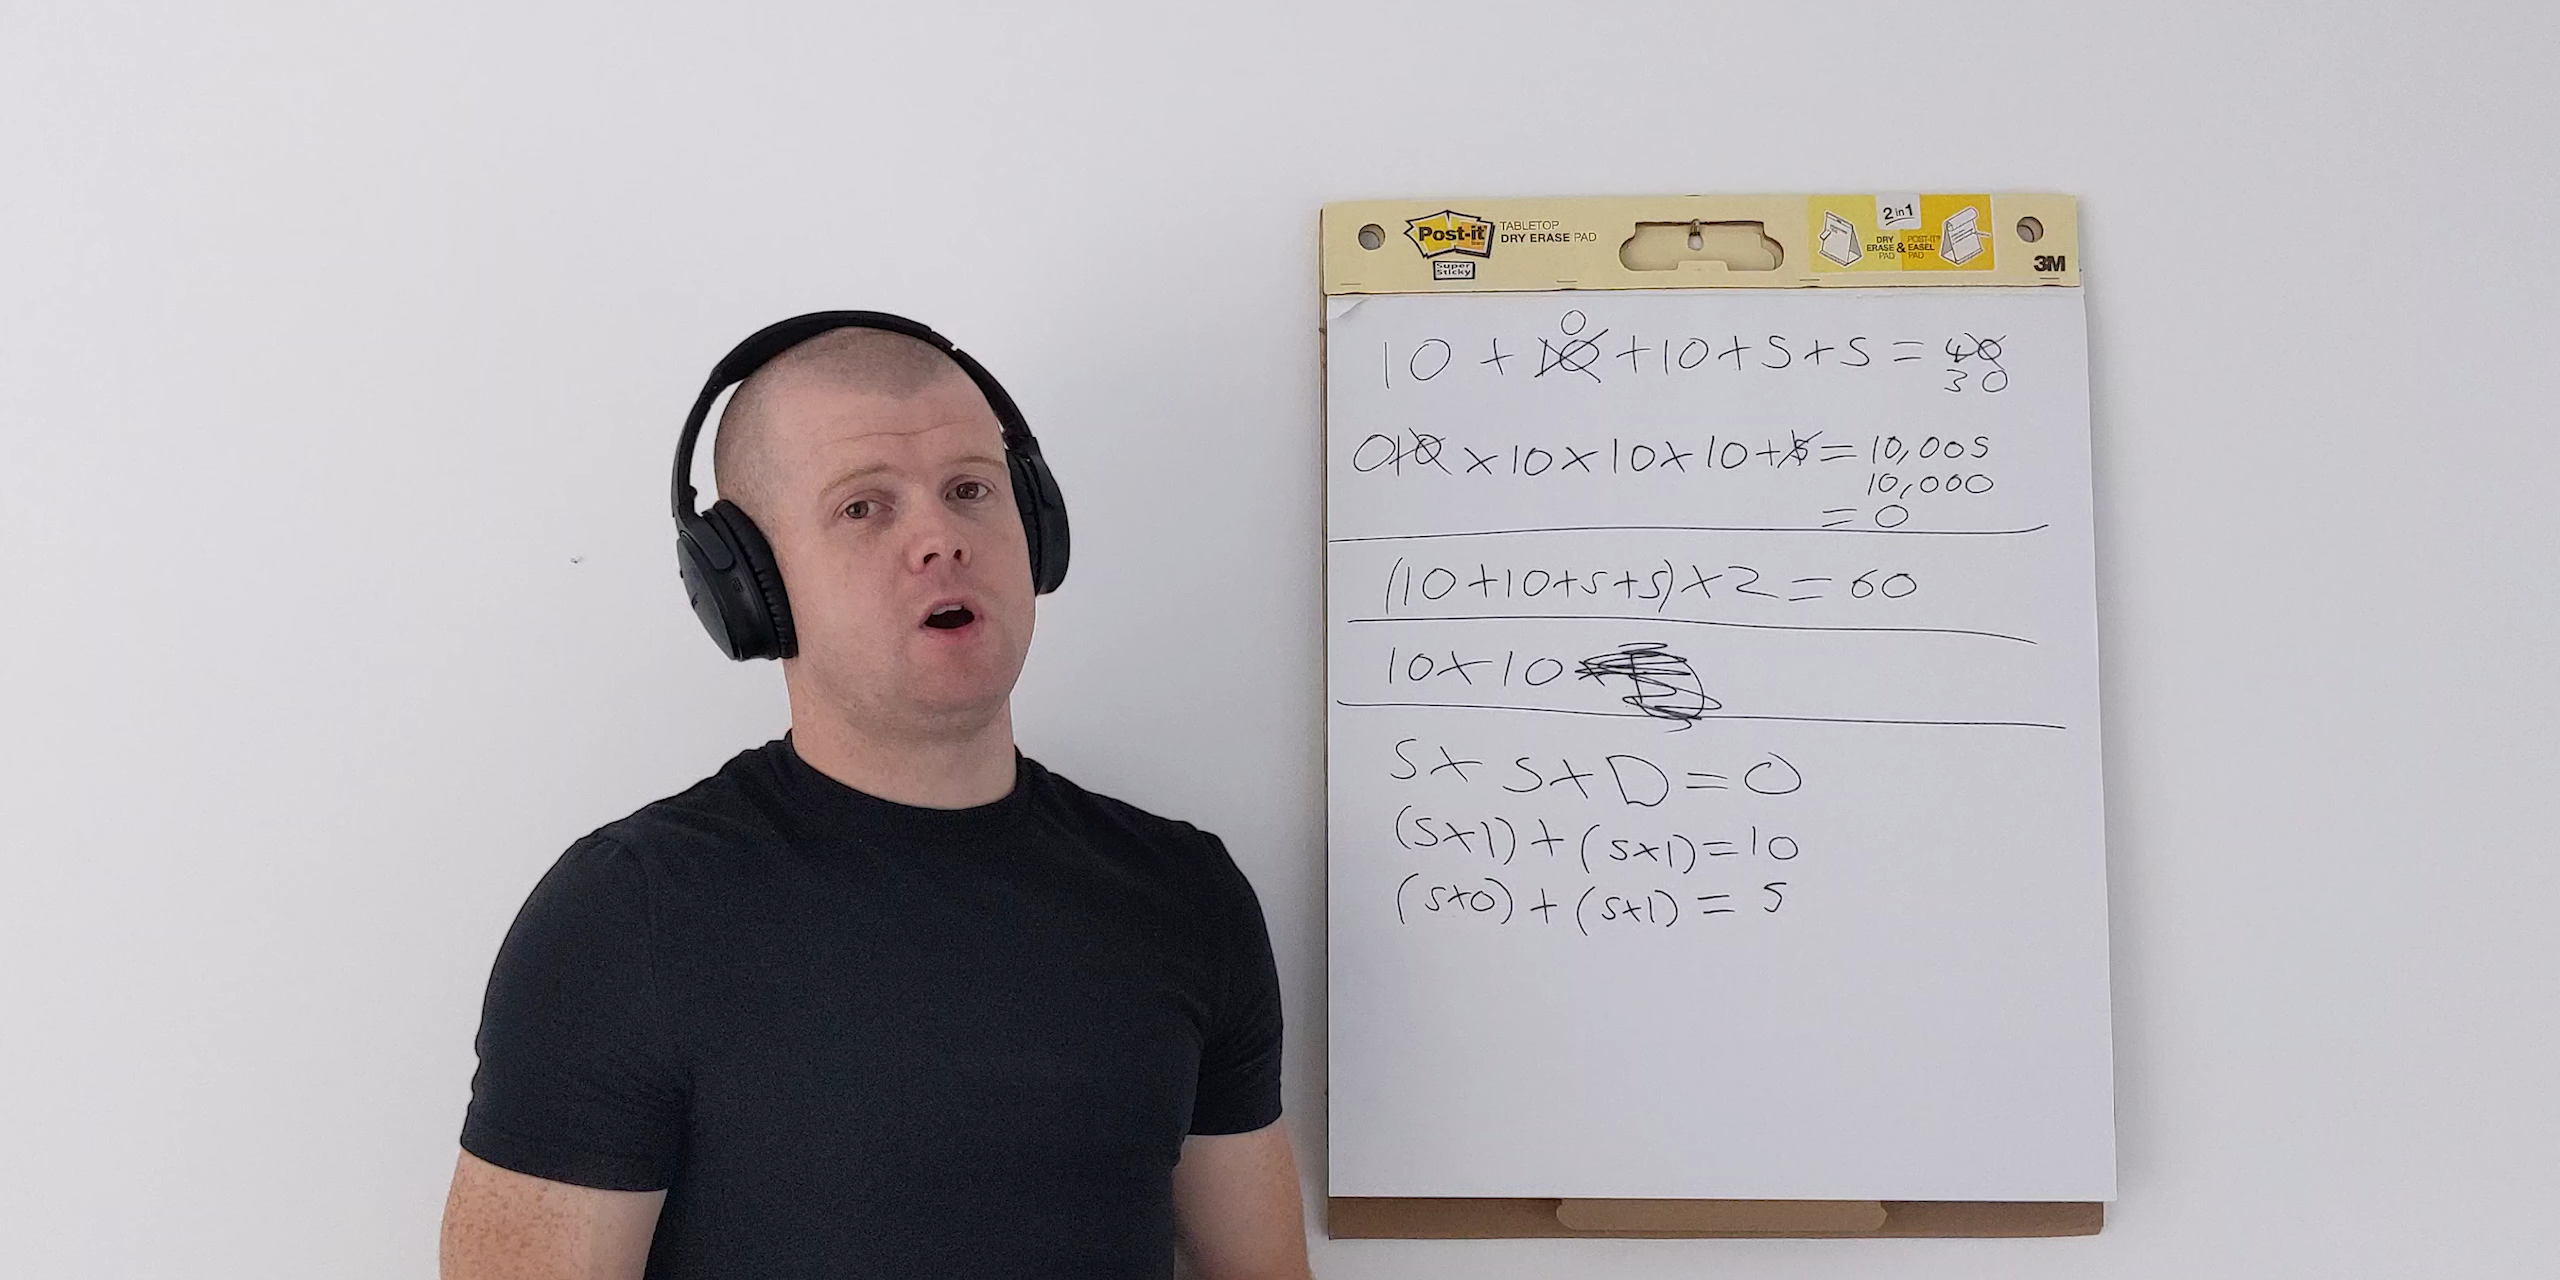 Post-it
Super Sticky
TABLETOP
DRY ERASE PAD
2 in 1
DRY ERASE PAD & POST-IT EASEL PAD
3M
0
10 + 10 + 10 + 5 + 5 = 40
30
0 10 × 10 × 10 × 10 + 5 = 10,005
10,000
= 0
(10 + 10 + 5 + 5) × 2 = 60
10 × 10
5 × 5 × 0 = 0
(5×1) + (5×1) = 10
(5×0) + (5×1) = 5